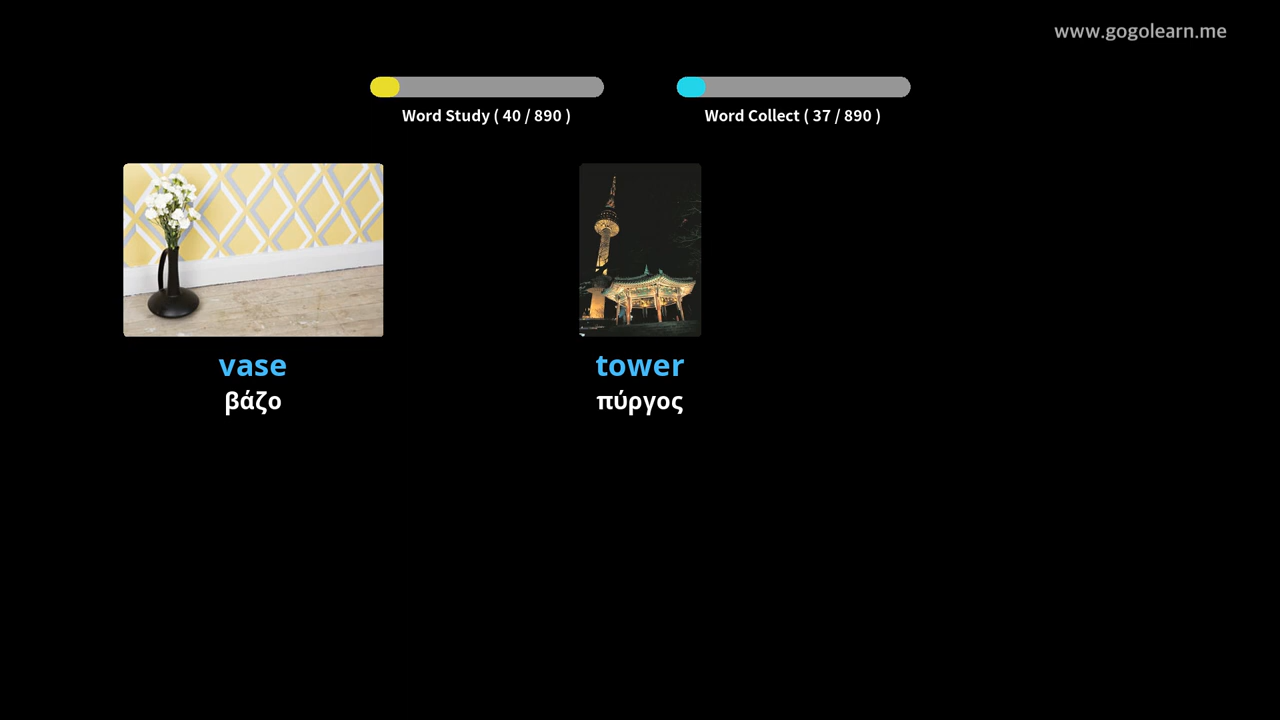 www.gogolearn.me
Word Study ( 40 / 890 )
Word Collect ( 37 / 890 )
vase
βάζο
tower
πύργος